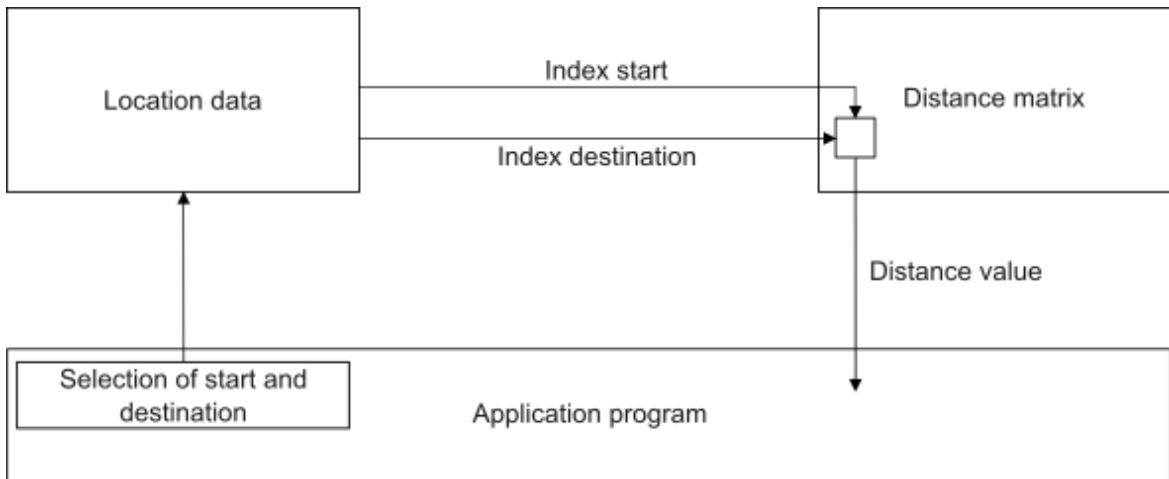 Location data
Index start
Index destination
Distance matrix
Distance value
Selection of start and
destination
Application program